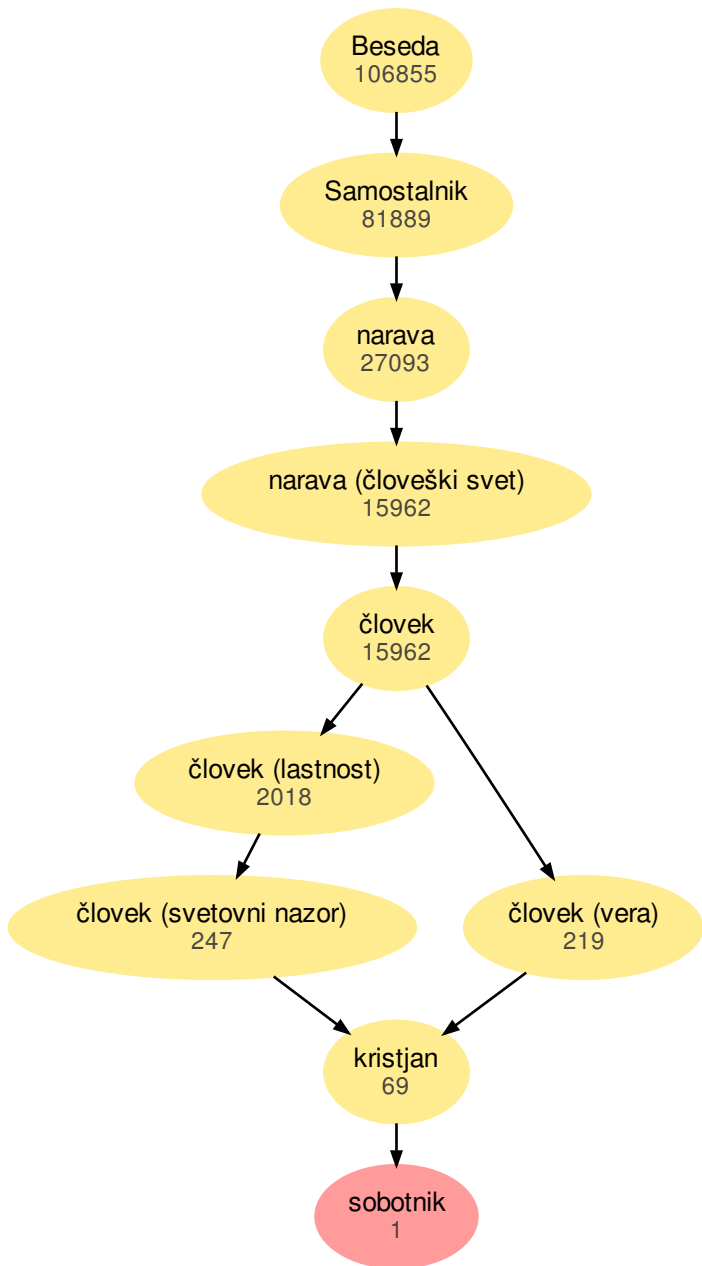 Beseda
106855
Samostalnik
81889
narava
27093
narava (človeški svet)
15962
človek
15962
človek (lastnost)
2018
človek (svetovni nazor)
247
človek (vera)
219
kristjan
69
sobotnik
1